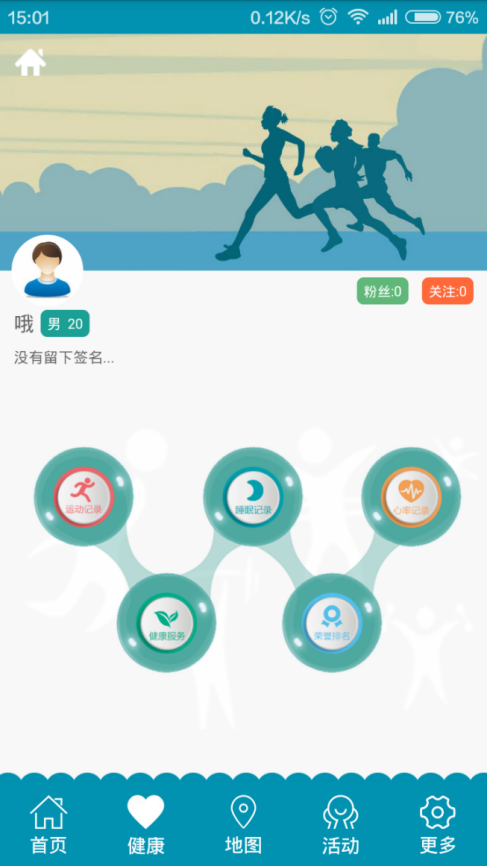 15:01 0.12K/s 76%
粉丝:0 关注:0
哦 男 20
没有留下签名...
运动记录 睡眠记录 心率记录
健康服务 荣誉排名
首页 健康 地图 活动 更多